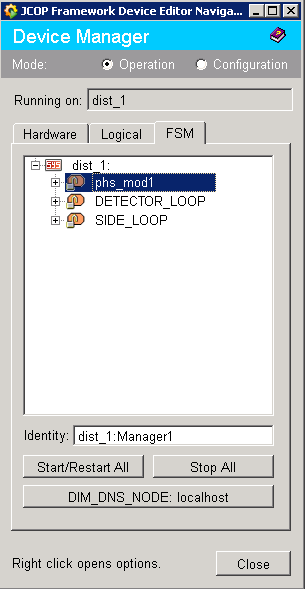 JCOP Framework Device Editor Naviga...
Device Manager
Mode: Operation Configuration
Running on: dist_1
Hardware Logical FSM
dist_1:
phs_mod1
DETECTOR_LOOP
SIDE_LOOP
Identity: dist_1:Manager1
Start/Restart All Stop All
DIM_DNS_NODE: localhost
Right click opens options. Close